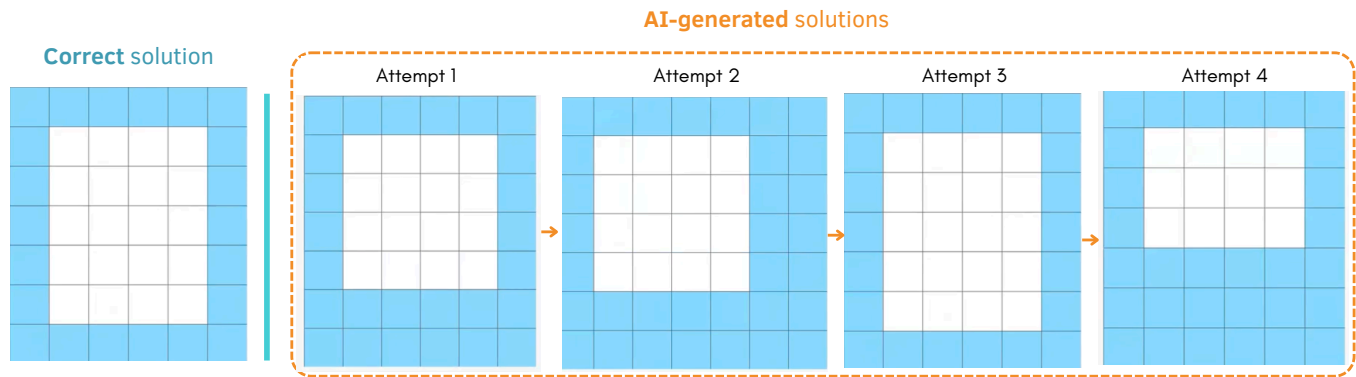 AI-generated solutions
Correct solution
Attempt 1
Attempt 2
Attempt 3
Attempt 4